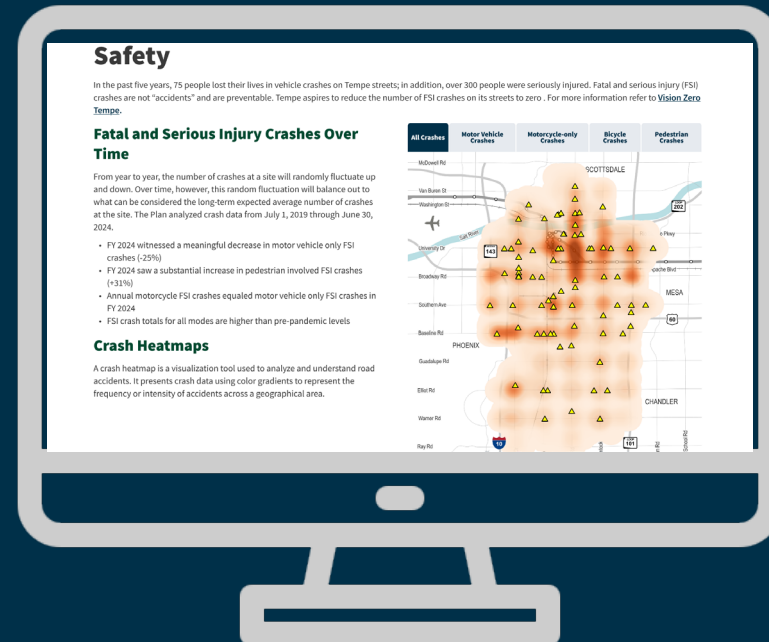 Safety
In the past five years, 75 people lost their lives in vehicle crashes on Tempe streets; in addition, over 300 people were seriously injured. Fatal and serious injury (FSI)
crashes are not “accidents” and are preventable. Tempe aspires to reduce the number of FSI crashes on its streets to zero . For more information refer to Vision Zero
Tempe.
Fatal and Serious Injury Crashes Over
Time
From year to year, the number of crashes at a site will randomly fluctuate up
and down. Over time, however, this random fluctuation will balance out to
what can be considered the long-term expected average number of crashes
at the site. The Plan analyzed crash data from July 1, 2019 through June 30,
2024.
• FY 2024 witnessed a meaningful decrease in motor vehicle only FSI
crashes (-25%)
• FY 2024 saw a substantial increase in pedestrian involved FSI crashes
(+31%)
• Annual motorcycle FSI crashes equaled motor vehicle only FSI crashes in
FY 2024
• FSI crash totals for all modes are higher than pre-pandemic levels
Crash Heatmaps
A crash heatmap is a visualization tool used to analyze and understand road
accidents. It presents crash data using color gradients to represent the
frequency or intensity of accidents across a geographical area.
All Crashes
Motor Vehicle
Crashes
Motorcycle-only
Crashes
Bicycle
Crashes
Pedestrian
Crashes
McDowell Rd
SCOTTSDALE
Van Buren St
Washington St
202
Salt River
Pkwy
University Dr
143
Broadway Rd
Apache Blvd
MESA
Southern Ave
60
Baseline Rd
PHOENIX
Guadalupe Rd
Elliot Rd
CHANDLER
Warner Rd
Ray Rd
10
101
School Rd